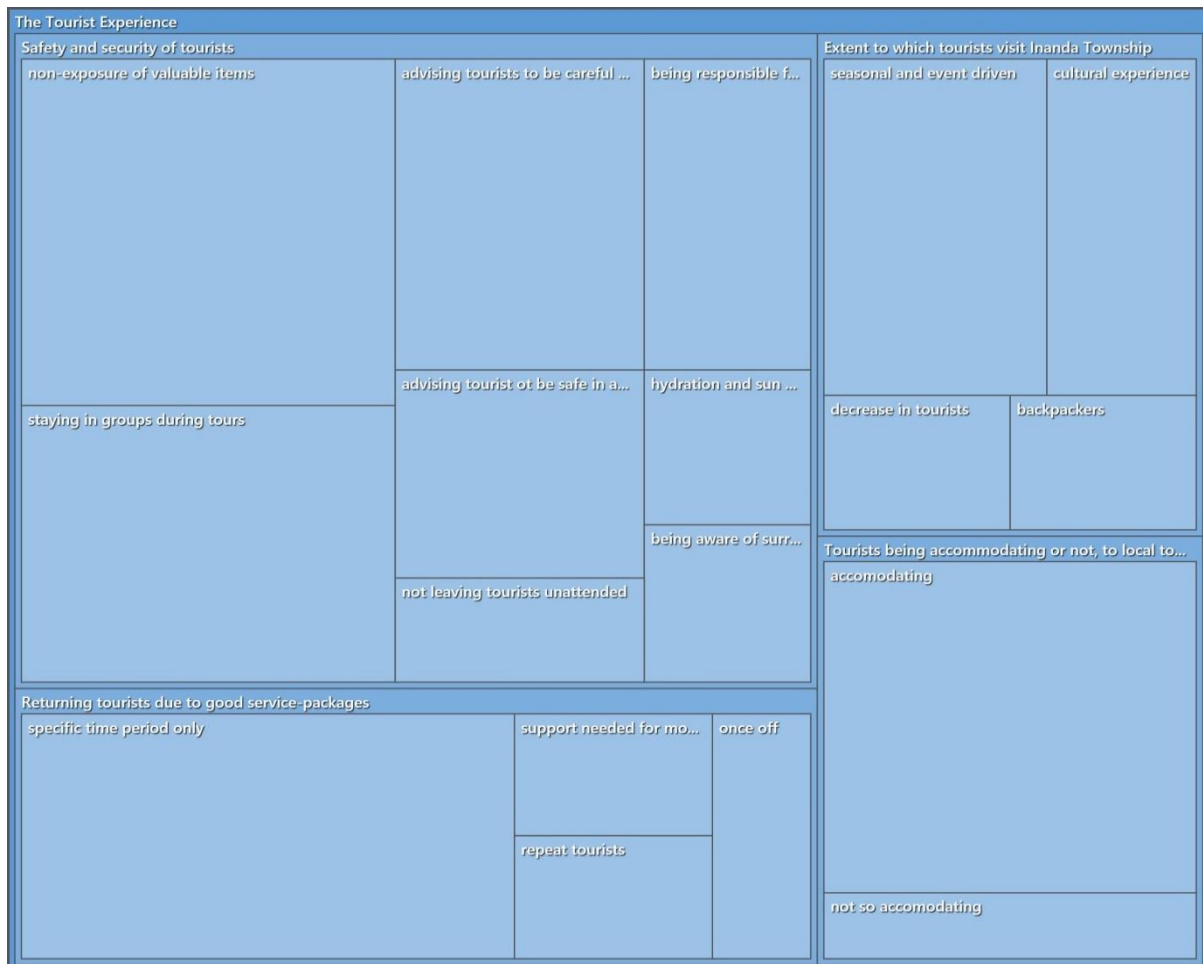 The Tourist Experience
Safety and security of tourists
non-exposure of valuable items
advising tourists to be careful ...
being responsible f...
staying in groups during tours
advising tourist ot be safe in a...
hydration and sun ...
being aware of surr...
not leaving tourists unattended
Returning tourists due to good service-packages
specific time period only
support needed for mo...
once off
repeat tourists
Extent to which tourists visit Inanda Township
seasonal and event driven
cultural experience
decrease in tourists
backpackers
Tourists being accommodating or not, to local to...
accomodating
not so accomodating